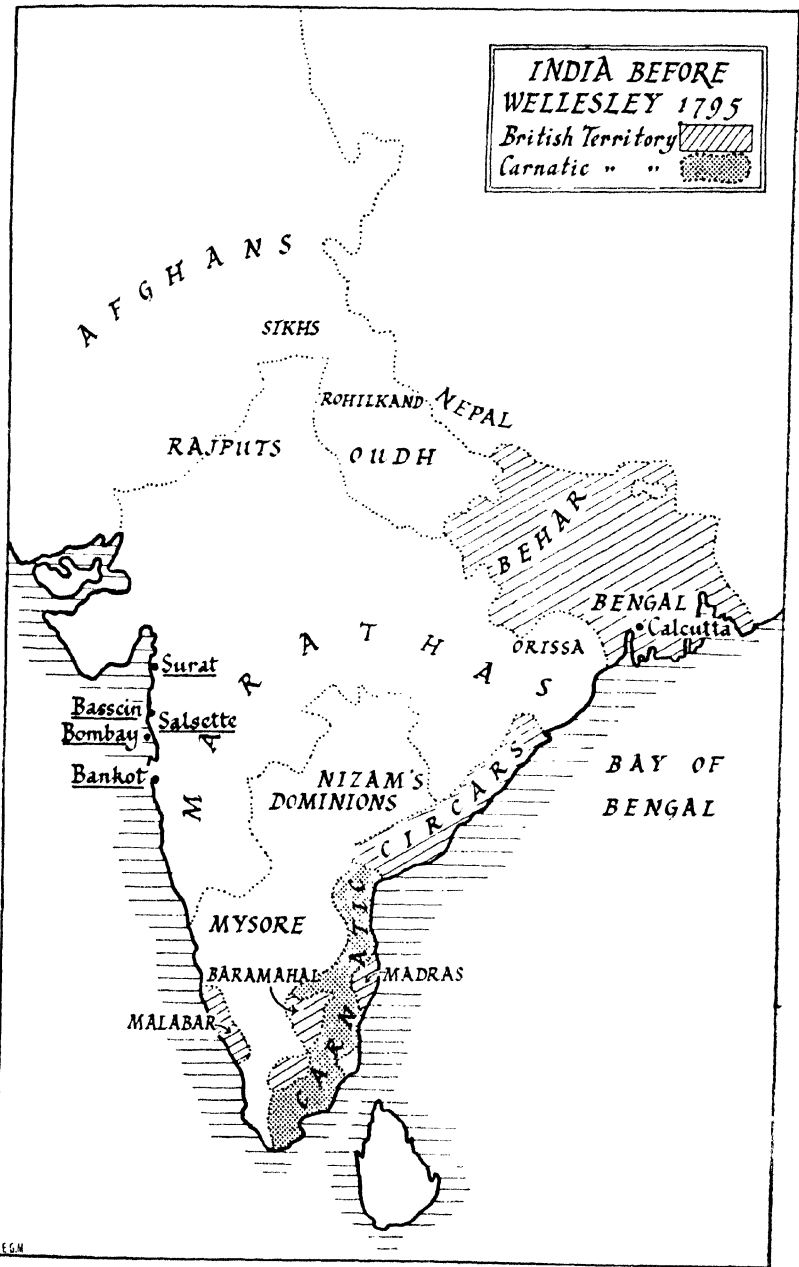 INDIA BEFORE
WELLESLEY 1795
British Territory
Carnatic " "
AFGHANS
SIKHS
ROHILKAND
NEPAL
RAJPUTS
OUDH
BEHAR
BENGAL
Calcutta
ORISSA
MARATHAS
Surat
Bassein
Salsette
Bombay
Bankot
NIZAM'S
DOMINIONS
CIRCARS
BAY OF
BENGAL
MYSORE
CARNATIC
BARAMAHAL
MADRAS
MALABAR
E.G.M